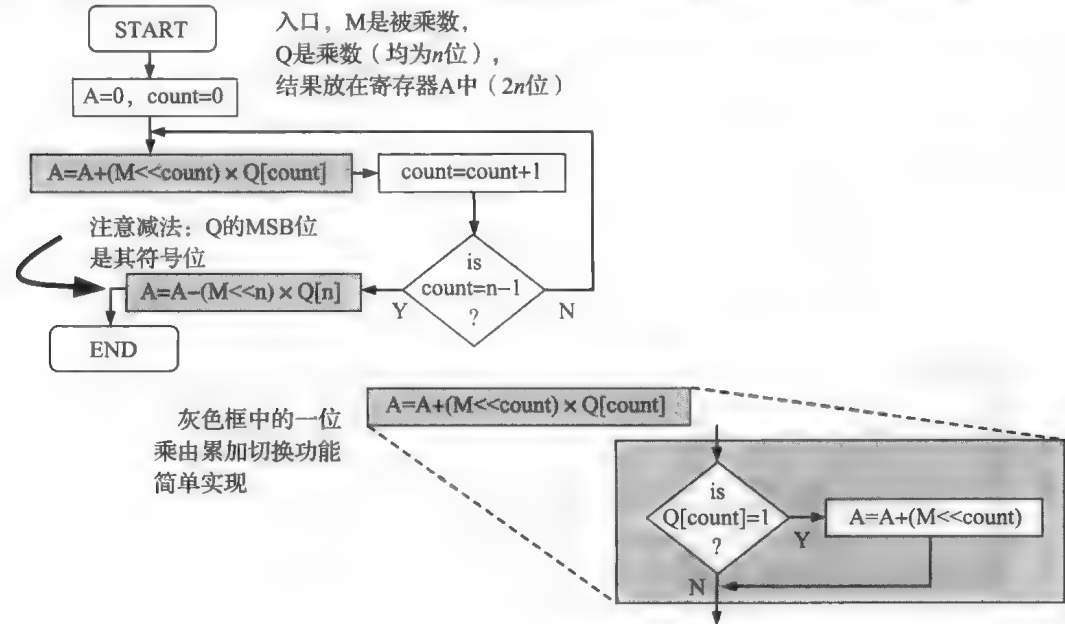 START
入口，M是被乘数，
Q是乘数（均为n位），
结果放在寄存器A中（2n位）
A=0，count=0
A=A+(M<<count) × Q[count]
count=count+1
注意减法：Q的MSB位
是其符号位
is
count=n−1
?
Y
N
A=A−(M<<n) × Q[n]
END
A=A+(M<<count) × Q[count]
灰色框中的一位
乘由累加切换功能
简单实现
is
Q[count]=1
?
Y
A=A+(M<<count)
N